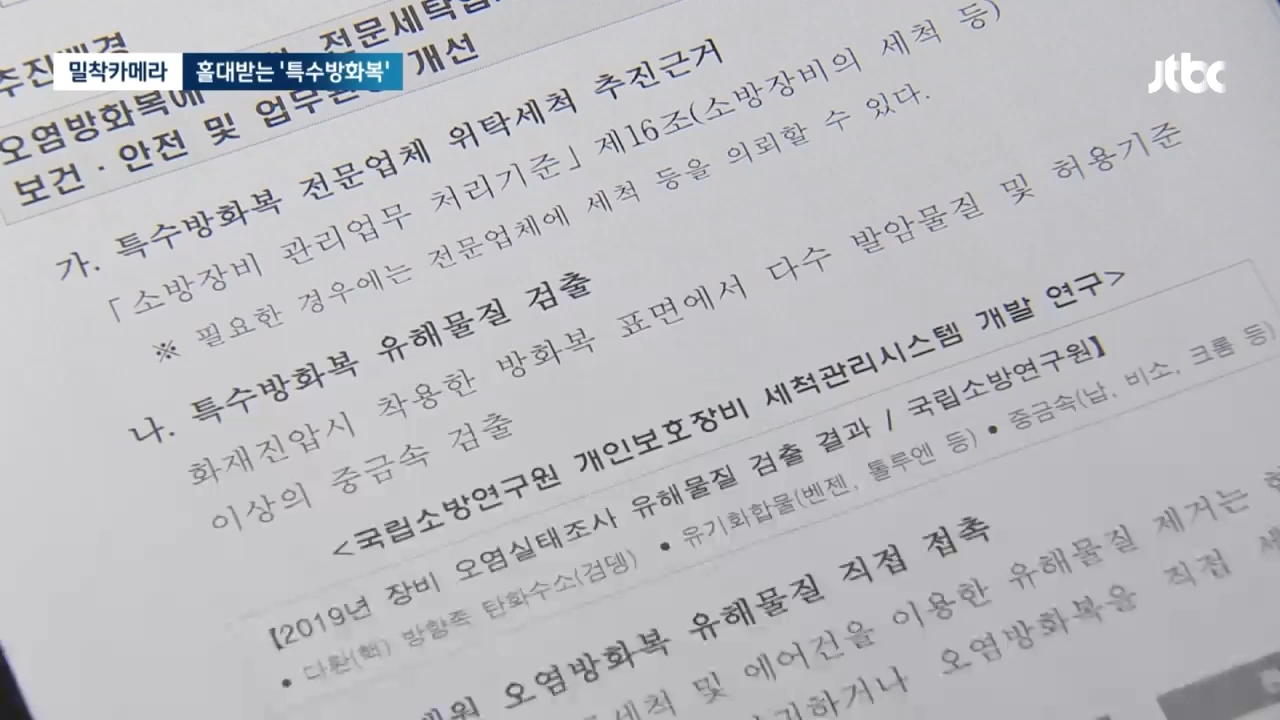 밀착카메라 홀대받는 '특수방화복'
jtbc
전문세탁업
오염방화복에
보건·안전 및 개선
가. 특수방화복 전문업체 위탁세척 추진근거
「소방장비 관리업무 처리기준」 제16조(소방장비의 세척 등)
※ 필요한 경우에는 전문업체에 세척 등을 의뢰할 수 있다.
나. 특수방화복 유해물질 검출
화재진압시 착용한 방화복 표면에서 다수 발암물질 및 허용기준
이상의 중금속 검출
<국립소방연구원 개인보호장비 세척관리시스템 개발 연구>
【2019년 장비 오염실태조사 유해물질 검출 결과 / 국립소방연구원】
• 다환(핵) 방향족 탄화수소(검뎅) • 유기화합물(벤젠, 톨루엔 등) • 중금속(납, 비소, 크롬 등)
오염방화복 유해물질 직접 접촉
및 에어건을 이용한 유해물질 제거는
오염방화복을 직접